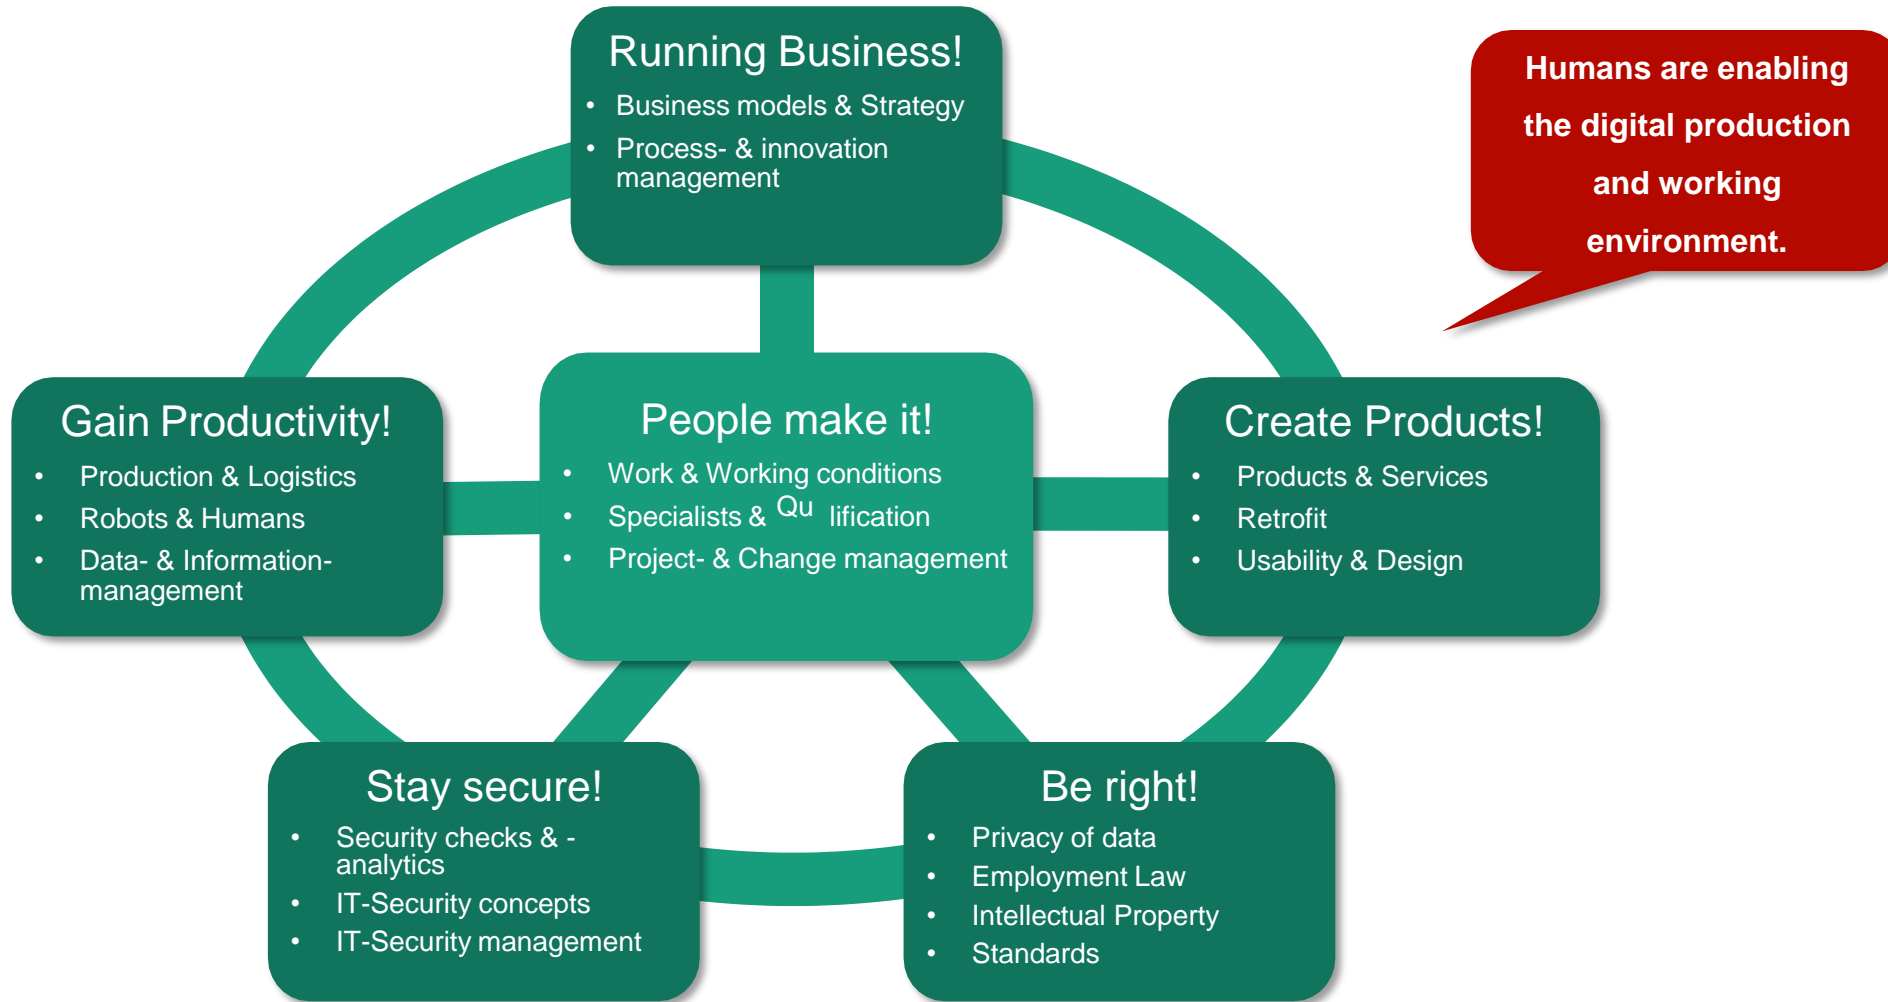 Running Business!
• Business models & Strategy
• Process- & innovation
management
Humans are enabling
the digital production
and working
environment.
Gain Productivity!
• Production & Logistics
• Robots & Humans
• Data- & Information-
management
People make it!
• Work & Working conditions
• Specialists & Qu lification
• Project- & Change management
Create Products!
• Products & Services
• Retrofit
• Usability & Design
Stay secure!
• Security checks & -
analytics
• IT-Security concepts
• IT-Security management
Be right!
• Privacy of data
• Employment Law
• Intellectual Property
• Standards